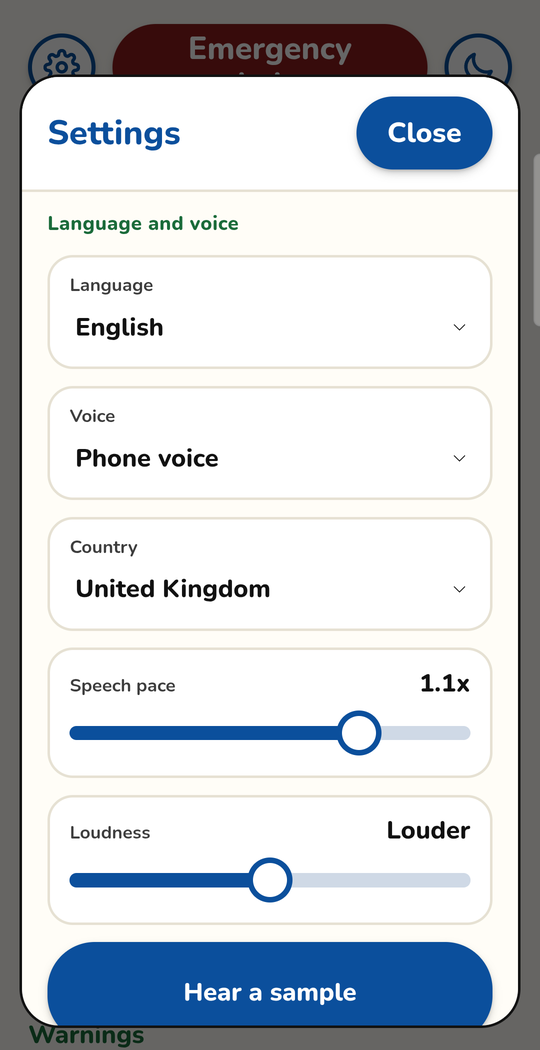 Emergency
Settings
Close
Language and voice
Language
English
Voice
Phone voice
Country
United Kingdom
Speech pace
1.1x
Loudness
Louder
Hear a sample
Warnings